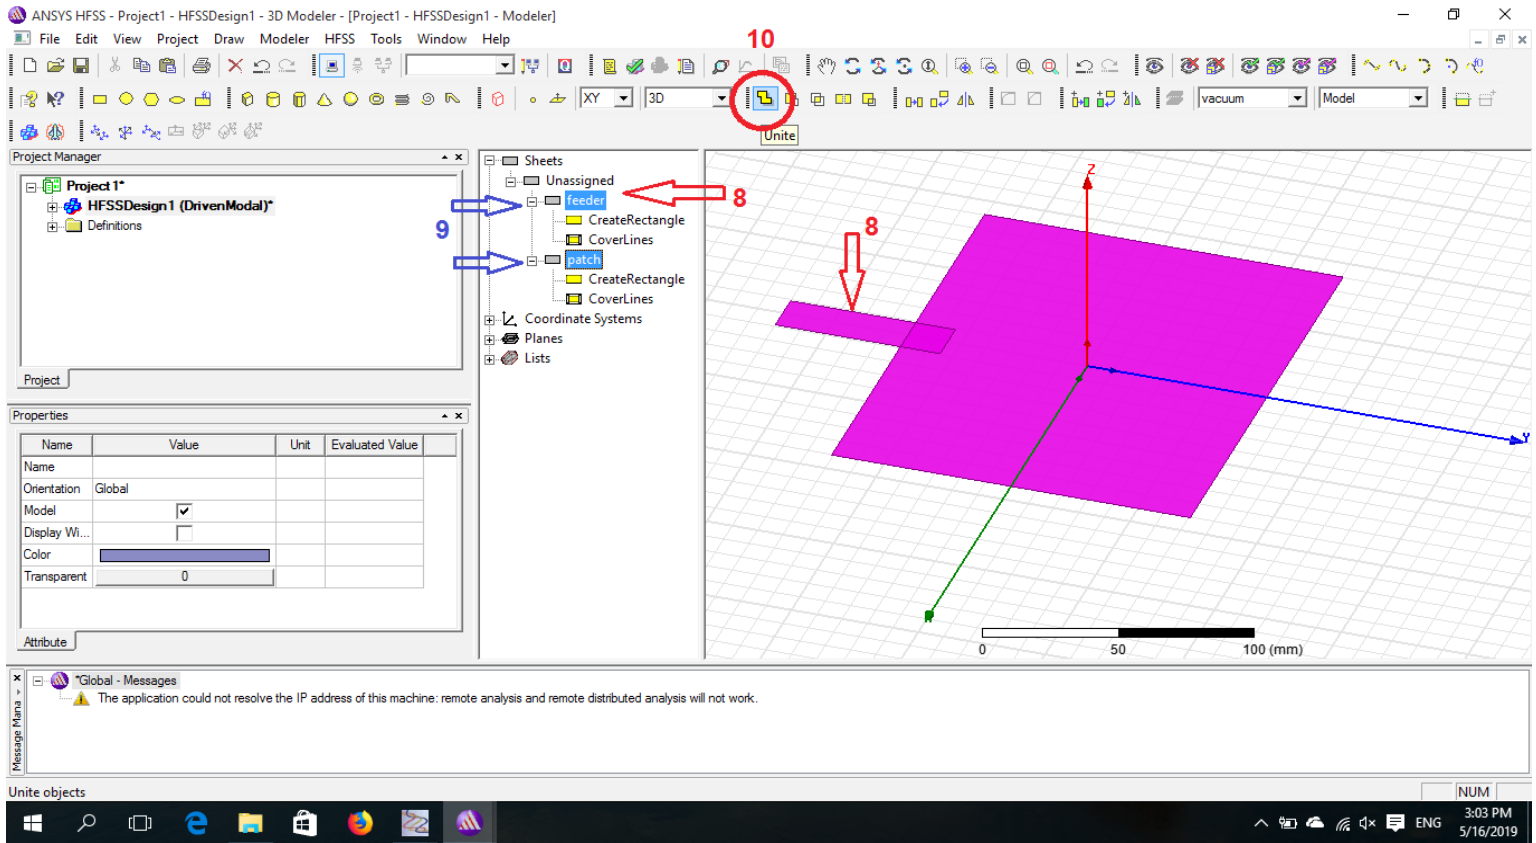 ANSYS HFSS - Project1 - HFSSDesign1 - 3D Modeler - [Project1 - HFSSDesign1 - Modeler]
File Edit View Project Draw Modeler HFSS Tools Window Help
10
XY 3D vacuum Model
Unite
Project Manager
Project1*
HFSSDesign1 (DrivenModal)*
Definitions
Project
Sheets
Unassigned
feeder
CreateRectangle
CoverLines
patch
CreateRectangle
CoverLines
Coordinate Systems
Planes
Lists
8
9
8
Z
Y
0 50 100 (mm)
Properties
Name Value Unit Evaluated Value
Name
Orientation Global
Model
Display Wi...
Color
Transparent 0
Attribute
Message Mana
*Global - Messages
The application could not resolve the IP address of this machine: remote analysis and remote distributed analysis will not work.
Unite objects
NUM
ENG
3:03 PM
5/16/2019